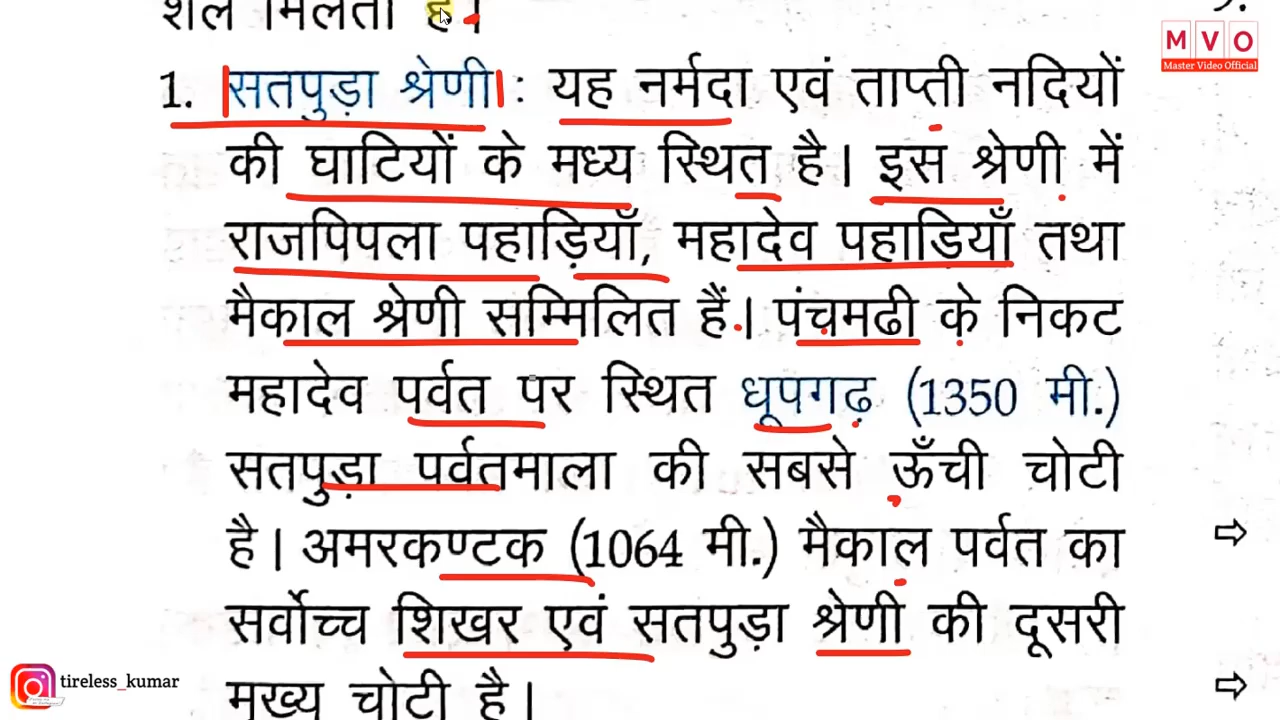 शैल मिलती है।
9.
M V O
Master Video Official
1. सतपुड़ा श्रेणी : यह नर्मदा एवं ताप्ती नदियों
की घाटियों के मध्य स्थित है। इस श्रेणी में
राजपिपला पहाड़ियाँ, महादेव पहाडियाँ तथा
मैकाल श्रेणी सम्मिलित हैं। पंचमढी के निकट
महादेव पर्वत पर स्थित धूपगढ़ (1350 मी.)
सतपुड़ा पर्वतमाला की सबसे ऊँची चोटी
है। अमरकण्टक (1064 मी.) मैकाल पर्वत का
सर्वोच्च शिखर एवं सतपुड़ा श्रेणी की दूसरी
मुख्य चोटी है।
tireless_kumar